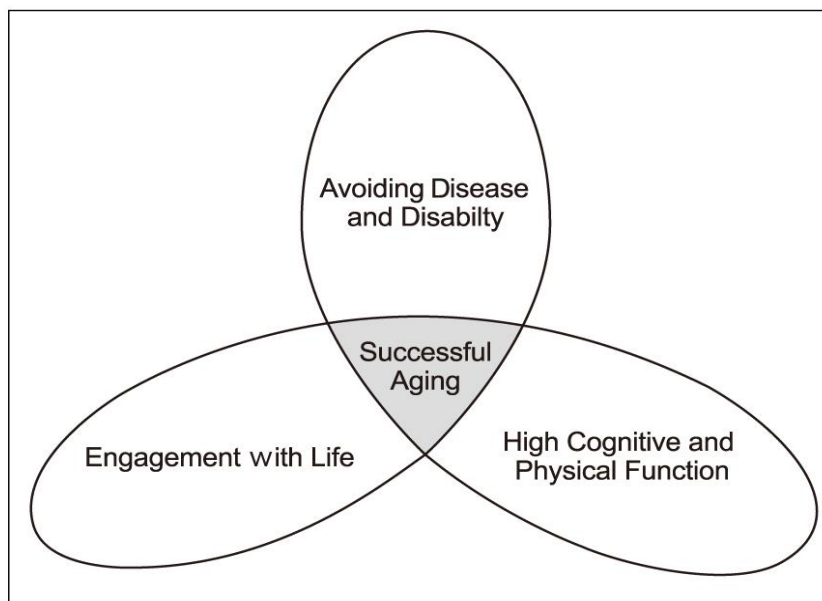 Avoiding Disease
and Disabilty
Successful
Aging
Engagement with Life
High Cognitive and
Physical Function